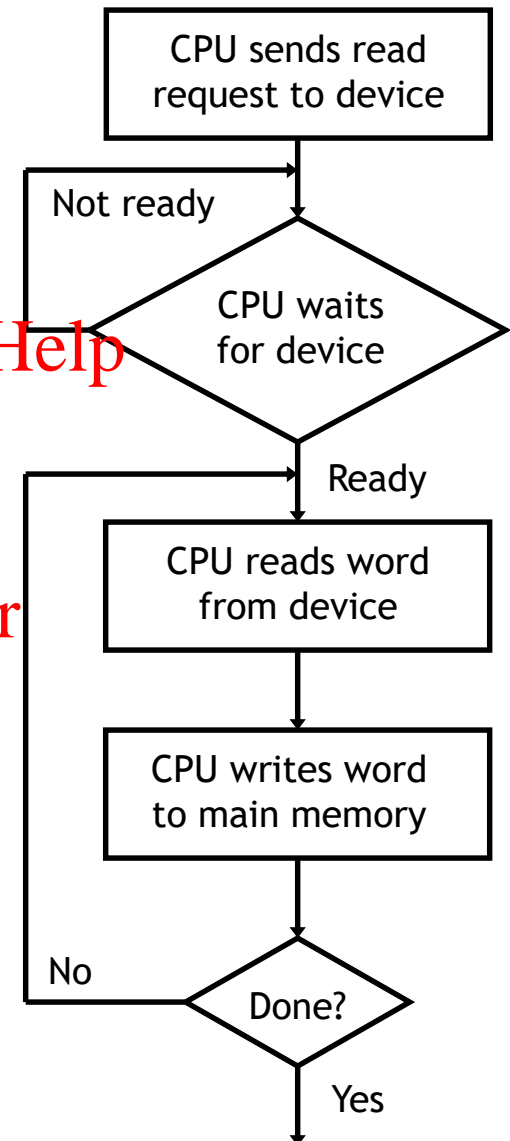 CPU sends read
request to device
Not ready
CPU waits
for device
Help
Ready
CPU reads word
from device
r
CPU writes word
to main memory
No
Done?
Yes